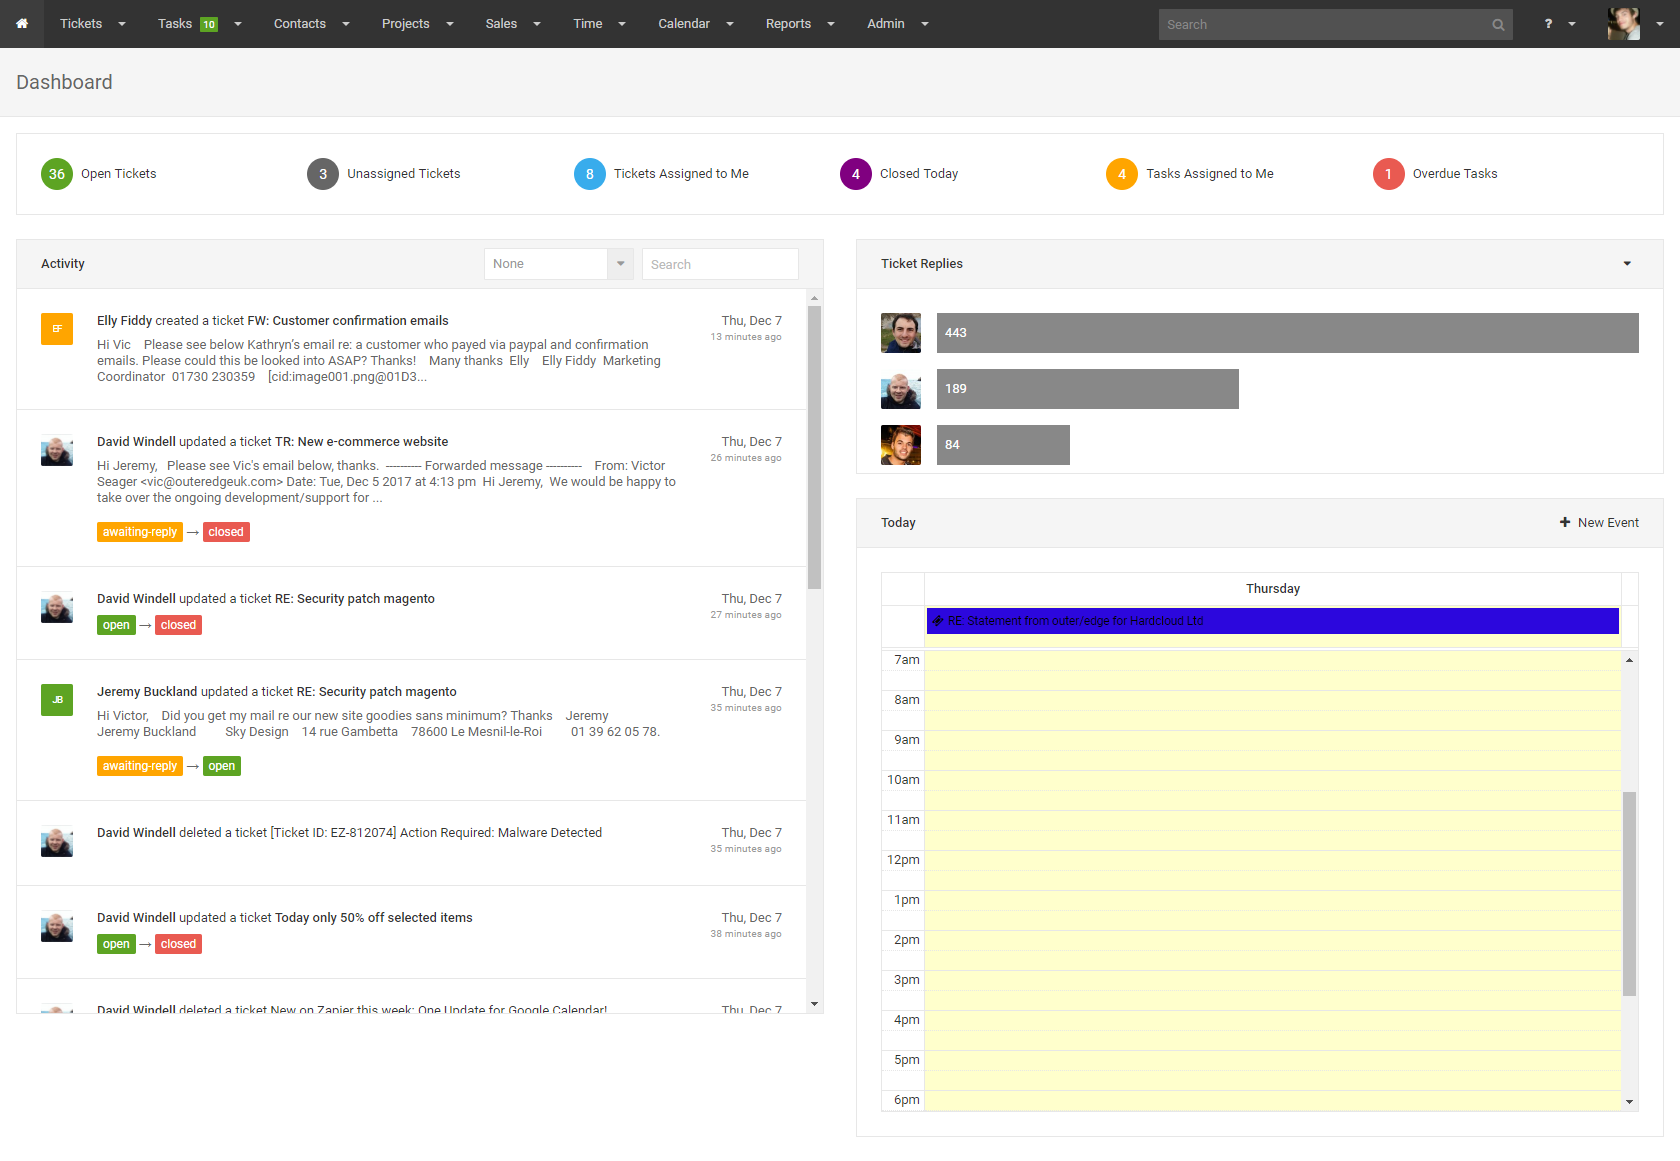 Tickets Tasks 10 Contacts Projects Sales Time Calendar Reports Admin Search ?
Dashboard
36 Open Tickets 3 Unassigned Tickets 8 Tickets Assigned to Me 4 Closed Today 4 Tasks Assigned to Me 1 Overdue Tasks
Activity None Search
EF Elly Fiddy created a ticket FW: Customer confirmation emails Thu, Dec 7
13 minutes ago
Hi Vic Please see below Kathryn's email re: a customer who payed via paypal and confirmation
emails. Please could this be looked into ASAP? Thanks! Many thanks Elly Elly Fiddy Marketing
Coordinator 01730 230359 [cid:image001.png@01D3...
David Windell updated a ticket TR: New e-commerce website Thu, Dec 7
26 minutes ago
Hi Jeremy, Please see Vic's email below, thanks. ---------- Forwarded message ---------- From: Victor
Seager <vic@outeredgeuk.com> Date: Tue, Dec 5 2017 at 4:13 pm Hi Jeremy, We would be happy to
take over the ongoing development/support for ...
awaiting-reply → closed
David Windell updated a ticket RE: Security patch magento Thu, Dec 7
27 minutes ago
open → closed
JB Jeremy Buckland updated a ticket RE: Security patch magento Thu, Dec 7
35 minutes ago
Hi Victor, Did you get my mail re our new site goodies sans minimum? Thanks Jeremy
Jeremy Buckland Sky Design 14 rue Gambetta 78600 Le Mesnil-le-Roi 01 39 62 05 78.
awaiting-reply → open
David Windell deleted a ticket [Ticket ID: EZ-812074] Action Required: Malware Detected Thu, Dec 7
35 minutes ago
David Windell updated a ticket Today only 50% off selected items Thu, Dec 7
38 minutes ago
open → closed
David Windell deleted a ticket New on Zapier this week: One Update for Google Calendar! Thu, Dec 7
Ticket Replies
443
189
84
Today + New Event
Thursday
RE: Statement from outer/edge for Hardcloud Ltd
7am
8am
9am
10am
11am
12pm
1pm
2pm
3pm
4pm
5pm
6pm